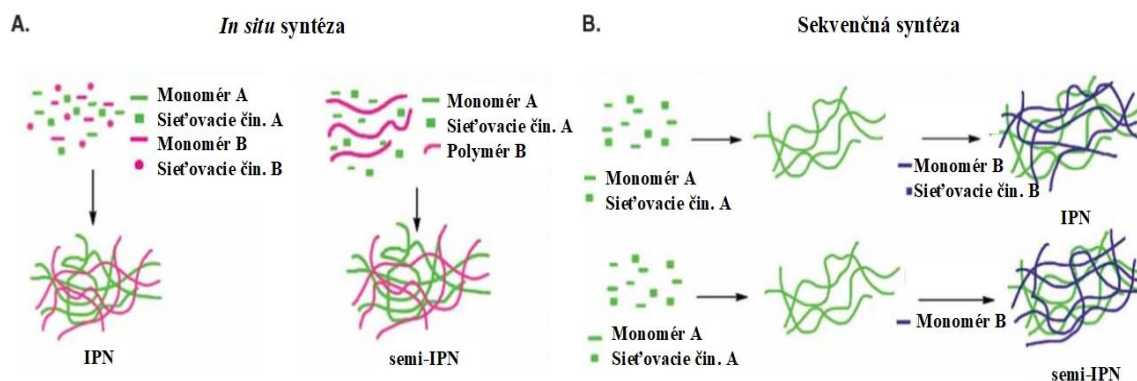 A.
In situ syntéza
Monomér A
Sieťovacie čin. A
Monomér B
Sieťovacie čin. B
IPN
Monomér A
Sieťovacie čin. A
Polymér B
semi-IPN
B.
Sekvenčná syntéza
Monomér A
Sieťovacie čin. A
Monomér B
Sieťovacie čin. B
IPN
Monomér A
Sieťovacie čin. A
Monomér B
semi-IPN